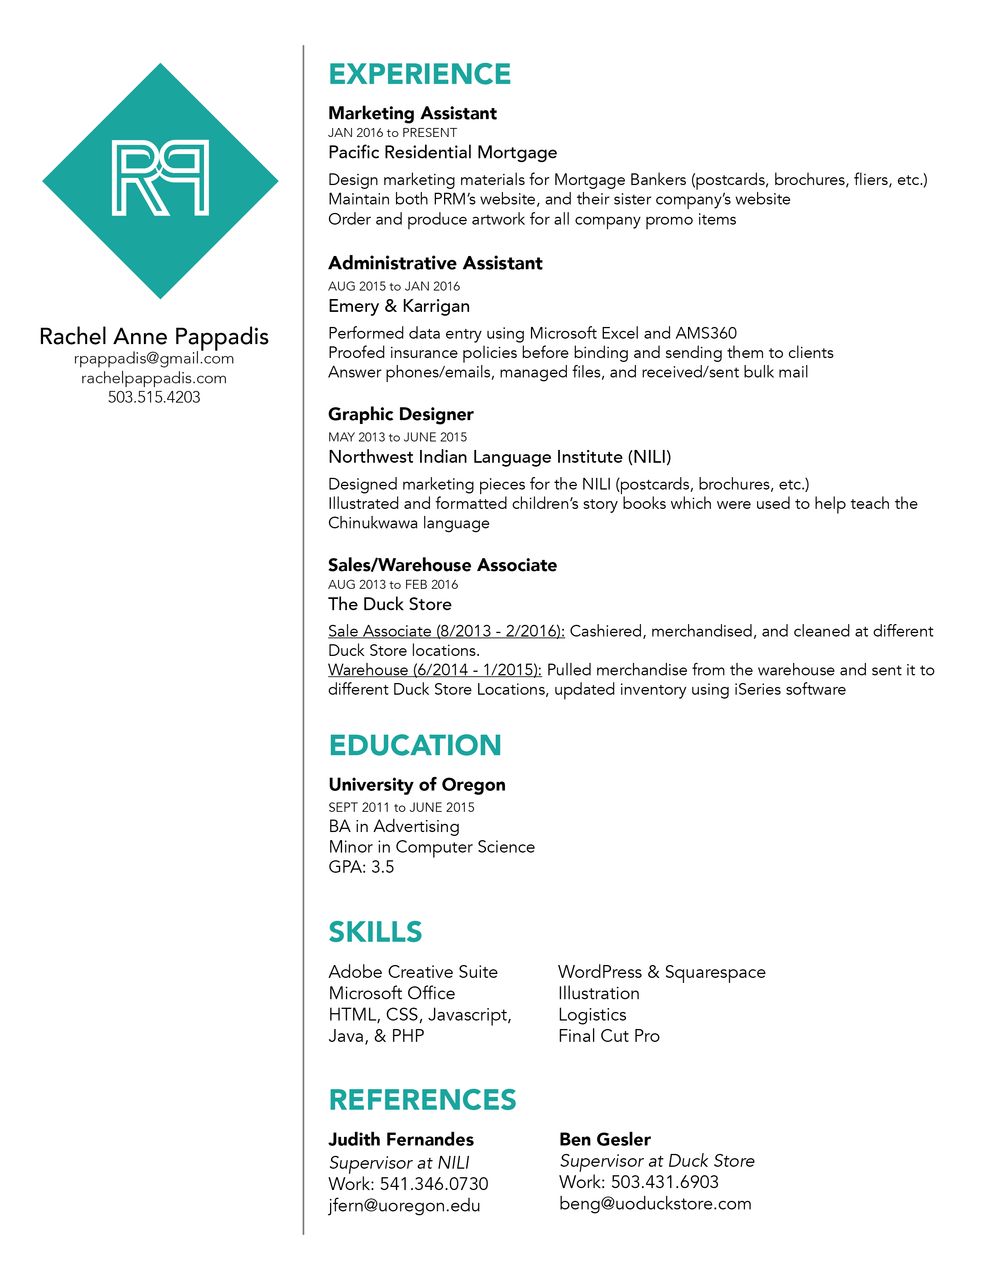 RP
Rachel Anne Pappadis
rpappadis@gmail.com
rachelpappadis.com
503.515.4203
EXPERIENCE
Marketing Assistant
JAN 2016 to PRESENT
Pacific Residential Mortgage
Design marketing materials for Mortgage Bankers (postcards, brochures, fliers, etc.)
Maintain both PRM’s website, and their sister company’s website
Order and produce artwork for all company promo items
Administrative Assistant
AUG 2015 to JAN 2016
Emery & Karrigan
Performed data entry using Microsoft Excel and AMS360
Proofed insurance policies before binding and sending them to clients
Answer phones/emails, managed files, and received/sent bulk mail
Graphic Designer
MAY 2013 to JUNE 2015
Northwest Indian Language Institute (NILI)
Designed marketing pieces for the NILI (postcards, brochures, etc.)
Illustrated and formatted children’s story books which were used to help teach the
Chinukwawa language
Sales/Warehouse Associate
AUG 2013 to FEB 2016
The Duck Store
Sale Associate (8/2013 - 2/2016): Cashiered, merchandised, and cleaned at different
Duck Store locations.
Warehouse (6/2014 - 1/2015): Pulled merchandise from the warehouse and sent it to
different Duck Store Locations, updated inventory using iSeries software
EDUCATION
University of Oregon
SEPT 2011 to JUNE 2015
BA in Advertising
Minor in Computer Science
GPA: 3.5
SKILLS
Adobe Creative Suite
Microsoft Office
HTML, CSS, Javascript,
Java, & PHP
WordPress & Squarespace
Illustration
Logistics
Final Cut Pro
REFERENCES
Judith Fernandes
Supervisor at NILI
Work: 541.346.0730
jfern@uoregon.edu
Ben Gesler
Supervisor at Duck Store
Work: 503.431.6903
beng@uoduckstore.com